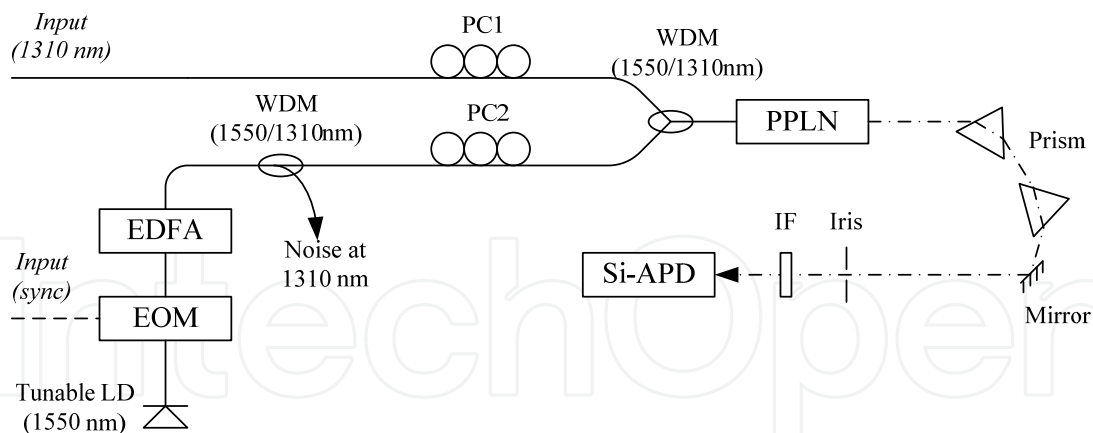 Input
(1310 nm)
PC1
WDM
(1550/1310nm)
WDM
(1550/1310nm)
PC2
PPLN
Prism
EDFA
Noise at
1310 nm
Input
(sync)
EOM
Tunable LD
(1550 nm)
IF
Iris
Si-APD
Mirror
IntechOpen